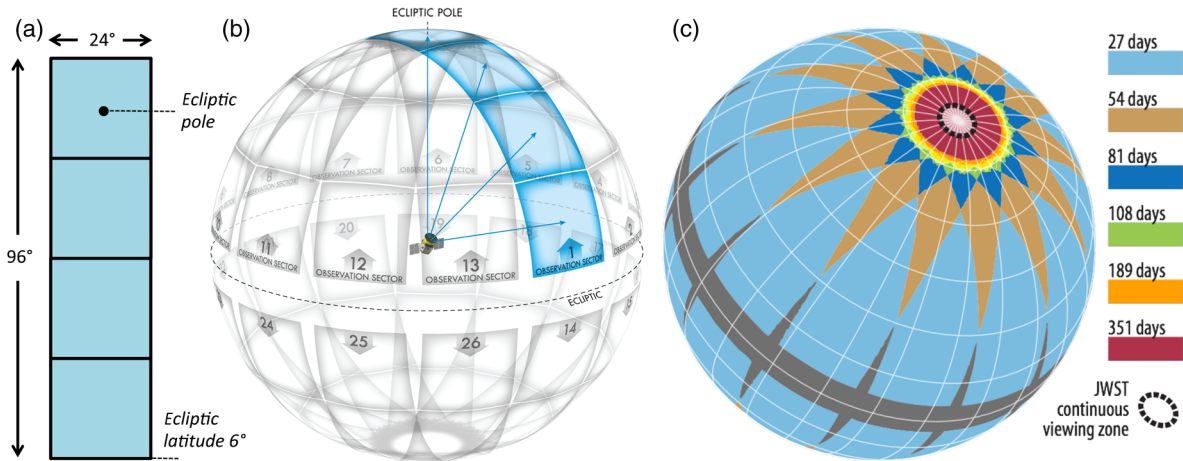 (a)
24°
96°
Ecliptic
pole
Ecliptic
latitude 6°
(b)
ECLIPTIC POLE
7
OBSERVATION SECTOR
6
OBSERVATION SECTOR
5
OBSERVATION SECTOR
8
OBSERVATION SECTOR
4
20
19
18
11
OBSERVATION SECTOR
12
OBSERVATION SECTOR
13
OBSERVATION SECTOR
1
OBSERVATION SECTOR
ECLIPTIC
24
25
26
14
(c)
27 days
54 days
81 days
108 days
189 days
351 days
JWST
continuous
viewing zone